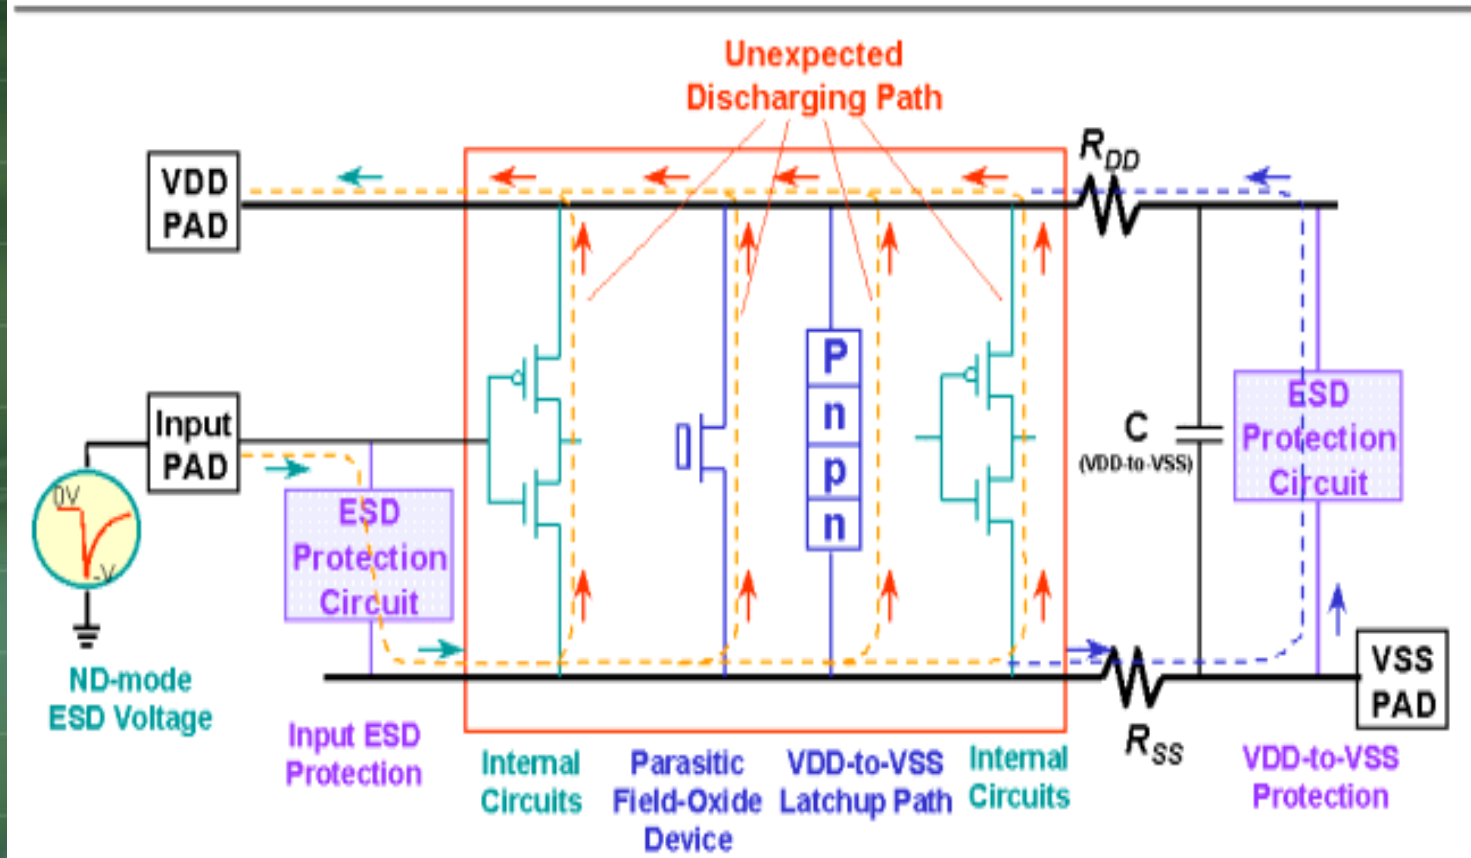 Unexpected
Discharging Path
VDD
PAD
RDD
Input
PAD
0V
-V
ND-mode
ESD Voltage
ESD
Protection
Circuit
Input ESD
Protection
P
n
p
n
C
(VDD-to-VSS)
ESD
Protection
Circuit
VSS
PAD
RSS
Internal
Circuits
Parasitic
Field-Oxide
Device
VDD-to-VSS
Latchup Path
Internal
Circuits
VDD-to-VSS
Protection